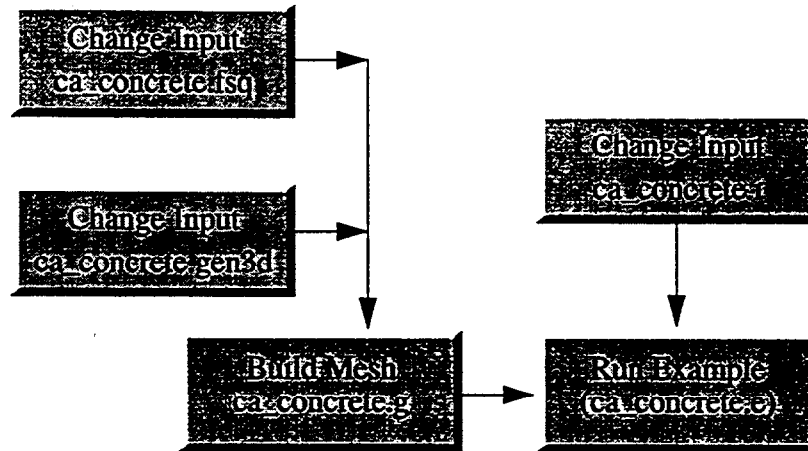 Change Input
ca_concrete.fsq
Change Input
ca_concrete.gen3d
Change Input
ca_concrete.i
Build Mesh
ca_concrete.g
Run Example
(ca_concrete.e)